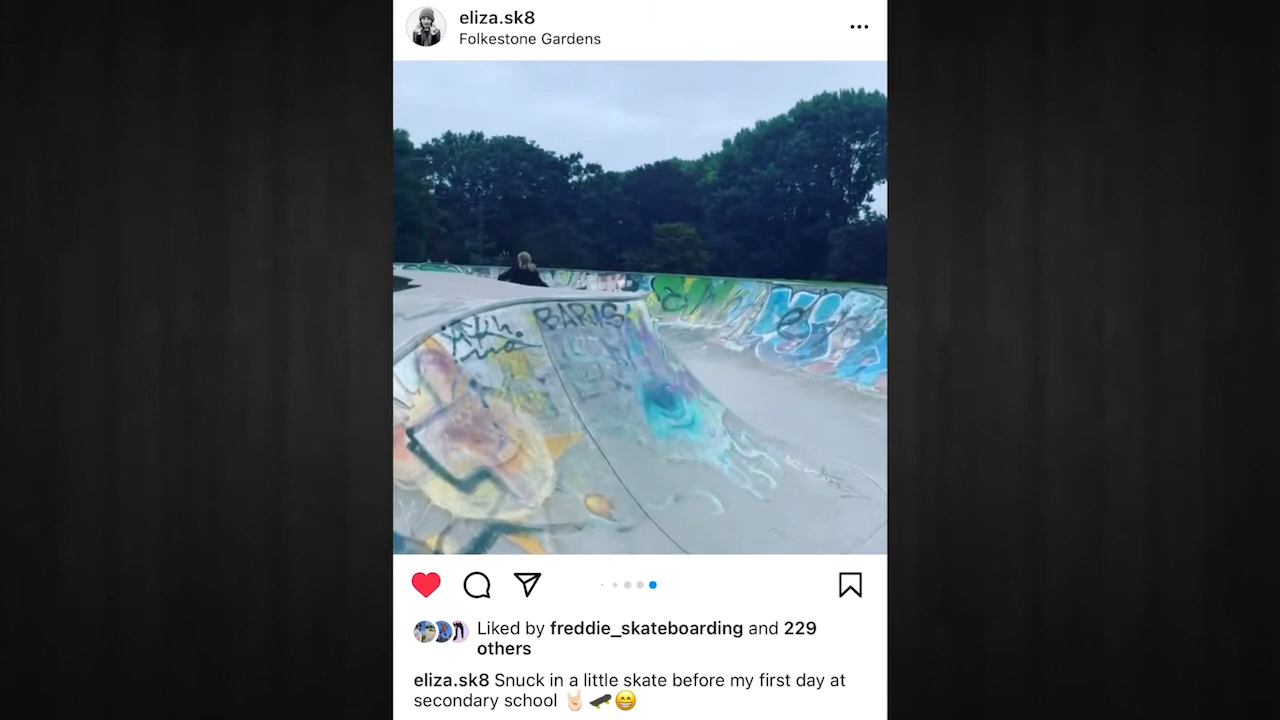 eliza.sk8
Folkestone Gardens
BARNS
Liked by freddie_skateboarding and 229
others
eliza.sk8 Snuck in a little skate before my first day at
secondary school 🤘🏻 🛹 😁